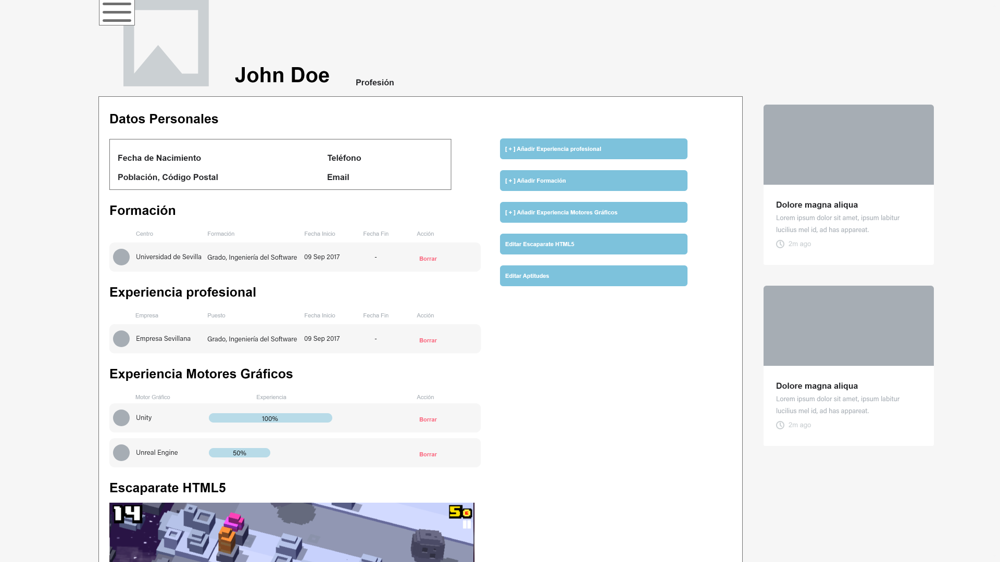 John Doe
Profesión
Datos Personales
Fecha de Nacimiento
Teléfono
Población, Código Postal
Email
[ + ] Añadir Experiencia profesional
[ + ] Añadir Formación
[ + ] Añadir Experiencia Motores Gráficos
Editar Escaparate HTML5
Editar Aptitudes
Formación
Centro Formación Fecha Inicio Fecha Fin Acción
Universidad de Sevilla Grado, Ingeniería del Software 09 Sep 2017 - Borrar
Experiencia profesional
Empresa Puesto Fecha Inicio Fecha Fin Acción
Empresa Sevillana Grado, Ingeniería del Software 09 Sep 2017 - Borrar
Experiencia Motores Gráficos
Motor Gráfico Experiencia Acción
Unity 100% Borrar
Unreal Engine 50% Borrar
Escaparate HTML5
14
5
Dolore magna aliqua
Lorem ipsum dolor sit amet, ipsum labitur
lucilius mel id, ad has appareat.
2m ago
Dolore magna aliqua
Lorem ipsum dolor sit amet, ipsum labitur
lucilius mel id, ad has appareat.
2m ago